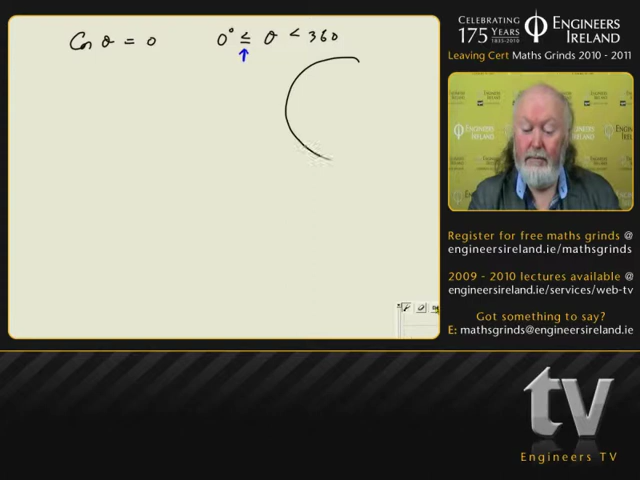 Cos θ = 0    0° ≤ θ < 360
CELEBRATING
175 YEARS
1835-2010
ENGINEERS
IRELAND
Leaving Cert Maths Grinds 2010 - 2011
Register for free maths grinds @
engineersireland.ie/mathsgrinds
2009 - 2010 lectures available @
engineersireland.ie/services/web-tv
Got something to say?
E: mathsgrinds@engineersireland.ie
tv
Engineers TV